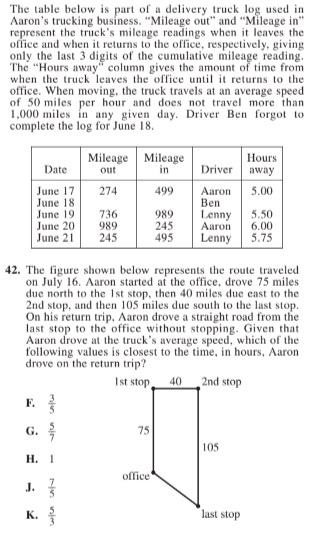 The table below is part of a delivery truck log used in
Aaron's trucking business. "Mileage out" and "Mileage in"
represent the truck's mileage readings when it leaves the
office and when it returns to the office, respectively, giving
only the last 3 digits of the cumulative mileage reading.
The "Hours away" column gives the amount of time from
when the truck leaves the office until it returns to the
office. When moving, the truck travels at an average speed
of 50 miles per hour and does not travel more than
1,000 miles in any given day. Driver Ben forgot to
complete the log for June 18.
Date Mileage out Mileage in Driver Hours away
June 17 274 499 Aaron 5.00
June 18 Ben
June 19 736 989 Lenny 5.50
June 20 989 245 Aaron 6.00
June 21 245 495 Lenny 5.75
42. The figure shown below represents the route traveled
on July 16. Aaron started at the office, drove 75 miles
due north to the 1st stop, then 40 miles due east to the
2nd stop, and then 105 miles due south to the last stop.
On his return trip, Aaron drove a straight road from the
last stop to the office without stopping. Given that
Aaron drove at the truck's average speed, which of the
following values is closest to the time, in hours, Aaron
drove on the return trip?
1st stop 40 2nd stop
F. 3/5
G. 5/7
75
105
H. 1
office
J. 7/5
K. 5/3
last stop